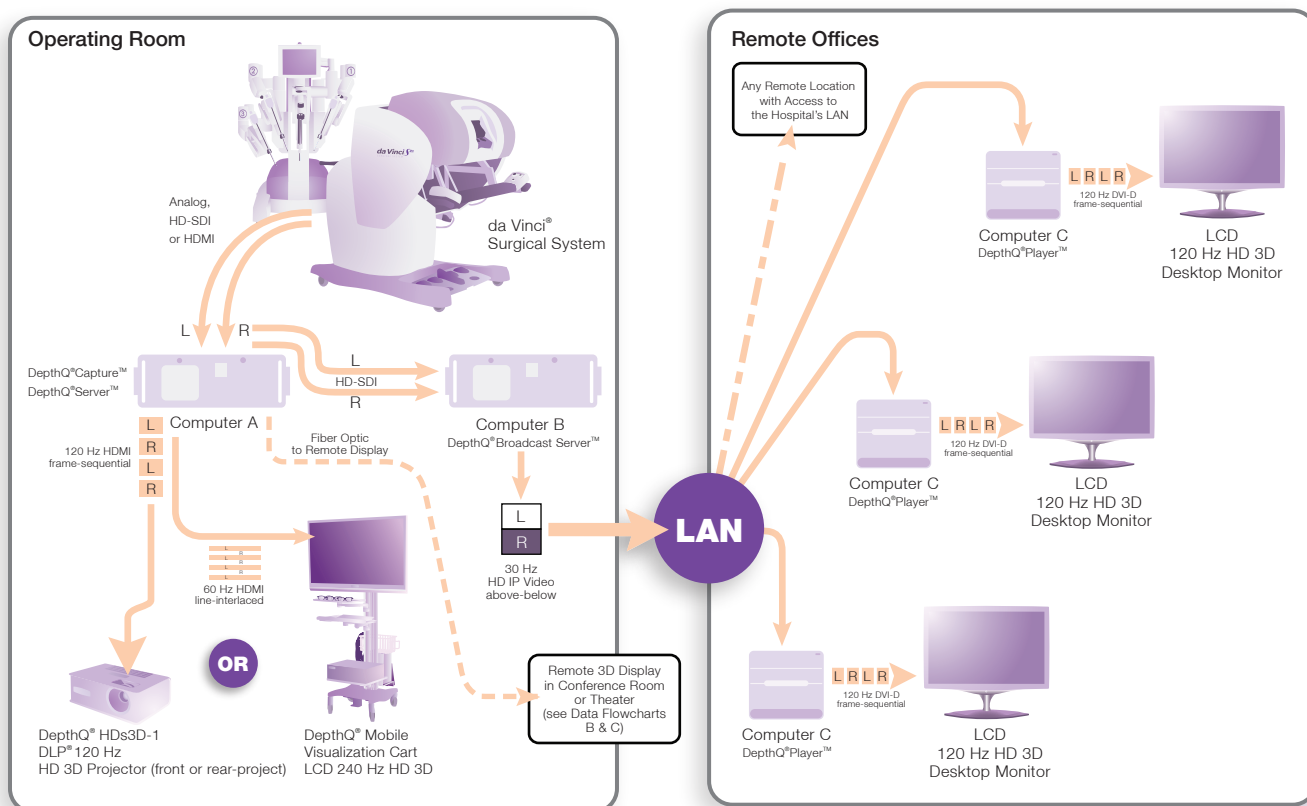 Operating Room
②
①
③
da Vinci S
Analog,
HD-SDI
or HDMI
da Vinci®
Surgical System
L
R
DepthQ®Capture™
DepthQ®Server™
Computer A
L
HD-SDI
R
Computer B
DepthQ®Broadcast Server™
120 Hz HDMI
frame-sequential
L
R
L
R
Fiber Optic
to Remote Display
L
R
30 Hz
HD IP Video
above-below
L
R
L
R
L
R
L
60 Hz HDMI
line-interlaced
OR
DepthQ® HDs3D-1
DLP® 120 Hz
HD 3D Projector (front or rear-project)
DepthQ® Mobile
Visualization Cart
LCD 240 Hz HD 3D
Remote 3D Display
in Conference Room
or Theater
(see Data Flowcharts
B & C)
LAN
Remote Offices
Any Remote Location
with Access to
the Hospital's LAN
Computer C
DepthQ®Player™
L R L R
120 Hz DVI-D
frame-sequential
LCD
120 Hz HD 3D
Desktop Monitor
Computer C
DepthQ®Player™
L R L R
120 Hz DVI-D
frame-sequential
LCD
120 Hz HD 3D
Desktop Monitor
Computer C
DepthQ®Player™
L R L R
120 Hz DVI-D
frame-sequential
LCD
120 Hz HD 3D
Desktop Monitor